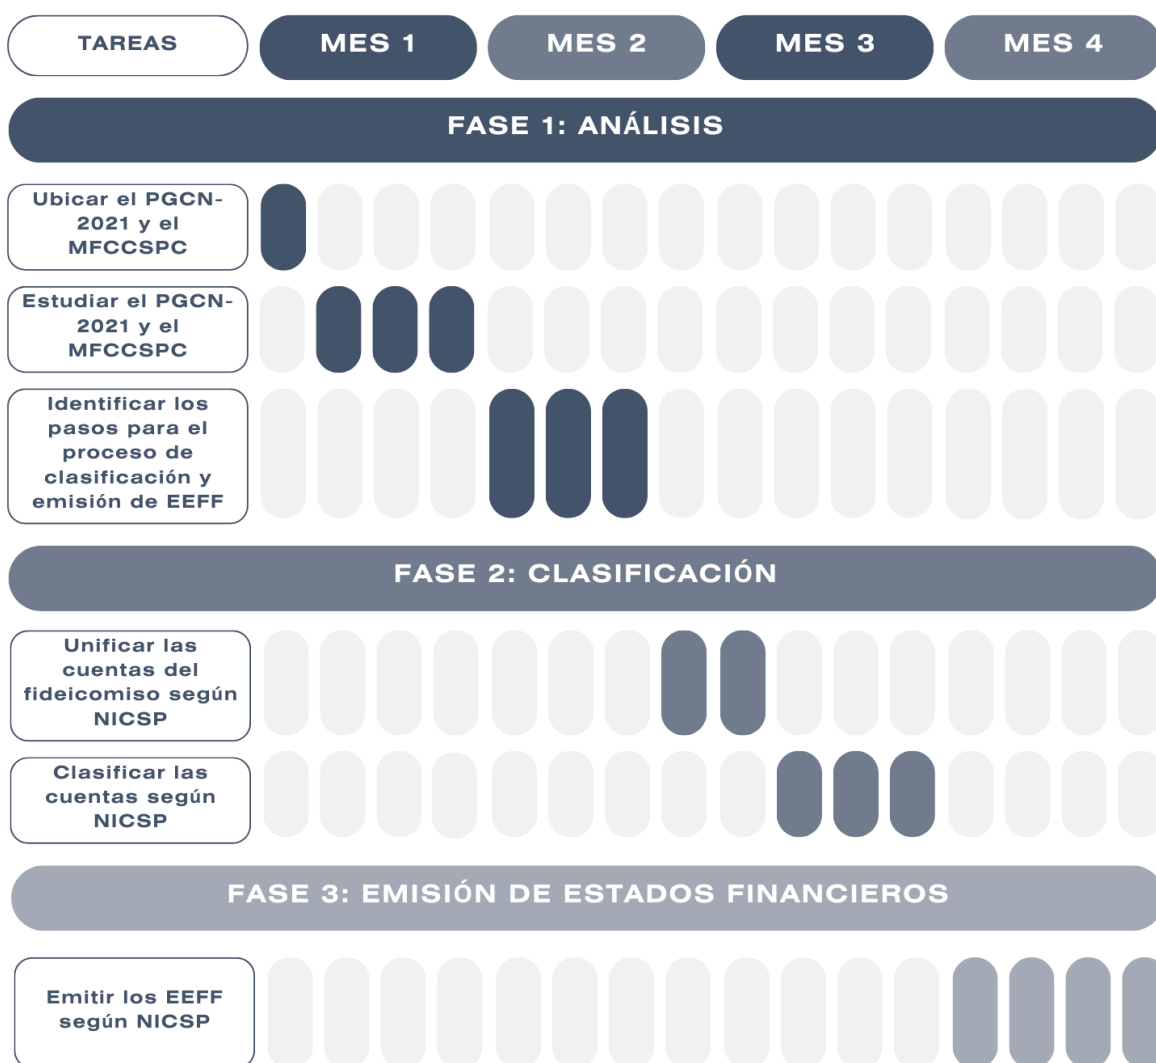 TAREAS
MES 1
MES 2
MES 3
MES 4
FASE 1: ANÁLISIS
Ubicar el PGCN-
2021 y el
MFCCSPC
Estudiar el PGCN-
2021 y el
MFCCSPC
Identificar los
pasos para el
proceso de
clasificación y
emisión de EEFF
FASE 2: CLASIFICACIÓN
Unificar las
cuentas del
fideicomiso según
NICSP
Clasificar las
cuentas según
NICSP
FASE 3: EMISIÓN DE ESTADOS FINANCIEROS
Emitir los EEFF
según NICSP